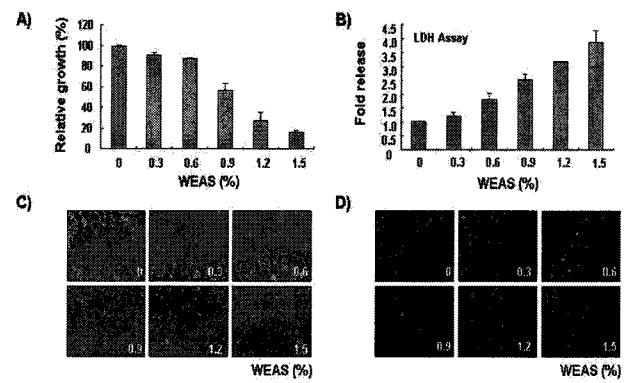 A)
Relative growth (%)
120
100
80
60
40
20
0
0 0.3 0.6 0.9 1.2 1.5
WEAS (%)
B)
LDH Assay
Fold release
4.5
4.0
3.5
3.0
2.5
2.0
1.5
1.0
0.5
0
0 0.3 0.6 0.9 1.2 1.5
WEAS (%)
C)
0 0.3 0.6
0.9 1.2 1.5
WEAS (%)
D)
0 0.3 0.6
0.9 1.2 1.5
WEAS (%)